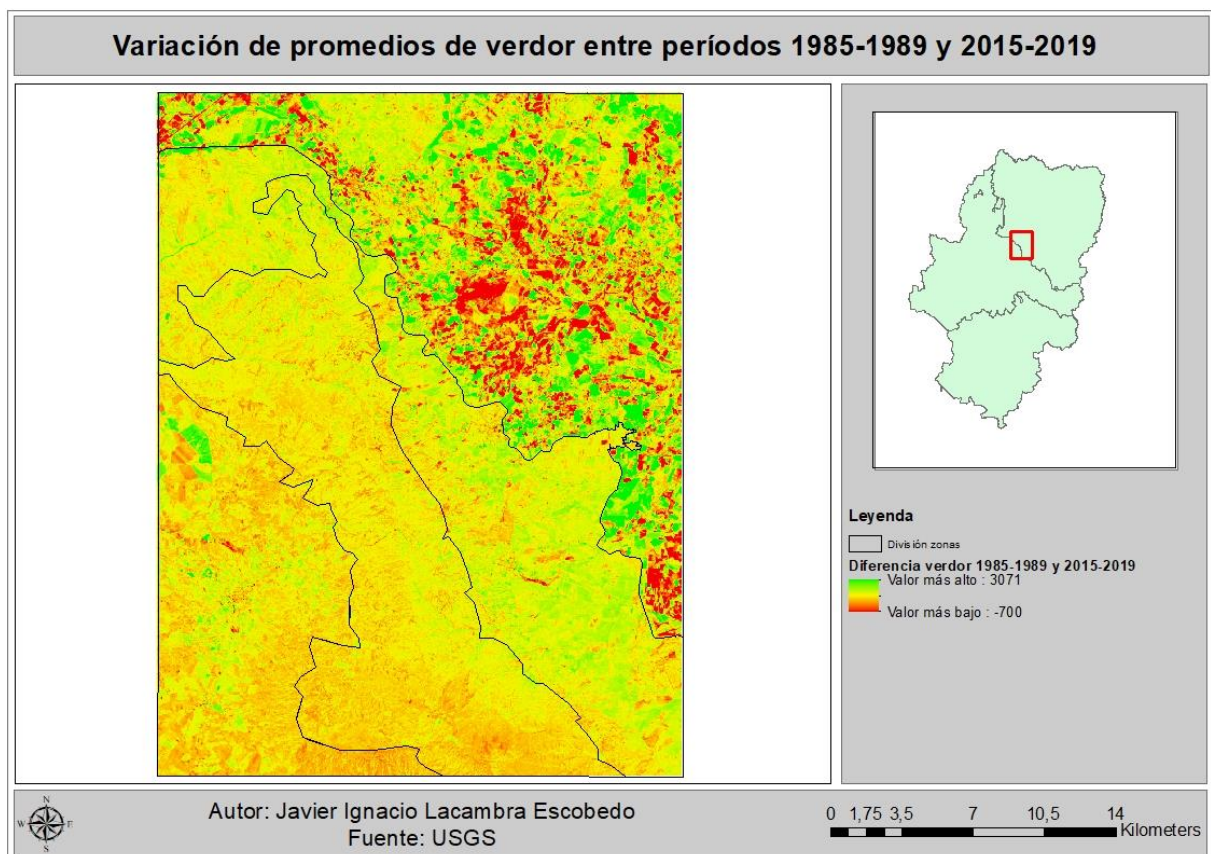 Variación de promedios de verdor entre períodos 1985-1989 y 2015-2019
Leyenda
División zonas
Diferencia verdor 1985-1989 y 2015-2019
Valor más alto : 3071
Valor más bajo : -700
N
W E
S
Autor: Javier Ignacio Lacambra Escobedo
Fuente: USGS
0 1,75 3,5 7 10,5 14
Kilometers